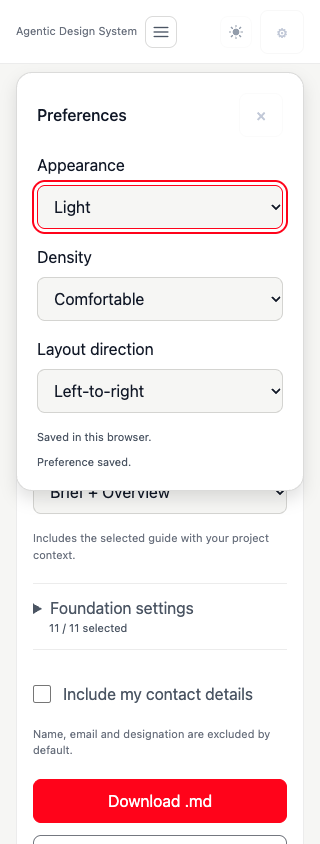 Agentic Design System
Preferences
Appearance
Light
Density
Comfortable
Layout direction
Left-to-right
Saved in this browser.
Preference saved.
Brief + Overview
Includes the selected guide with your project
context.
Foundation settings
11 / 11 selected
Include my contact details
Name, email and designation are excluded by
default.
Download .md